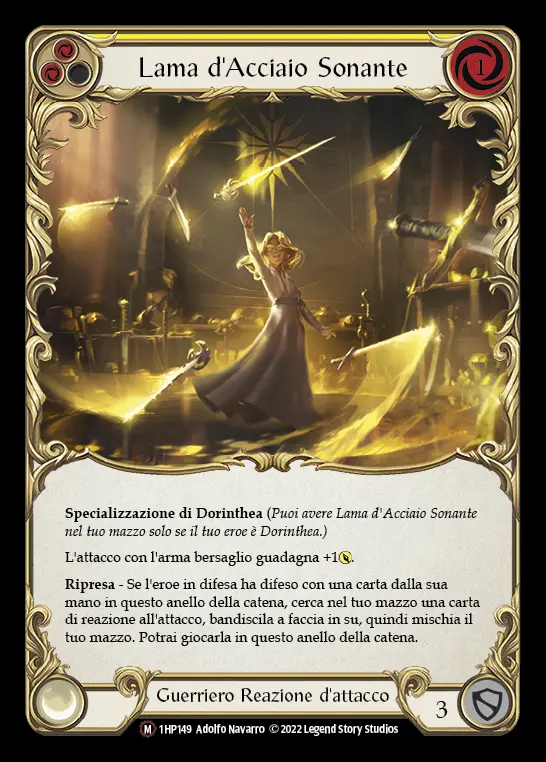 1
Lama d'Acciaio Sonante
Specializzazione di Dorinthea (Puoi avere Lama d'Acciaio Sonante
nel tuo mazzo solo se il tuo eroe è Dorinthea.)
L'attacco con l'arma bersaglio guadagna +1.
Ripresa - Se l'eroe in difesa ha difeso con una carta dalla sua
mano in questo anello della catena, cerca nel tuo mazzo una carta
di reazione all'attacco, bandiscila a faccia in su, quindi mischia il
tuo mazzo. Potrai giocarla in questo anello della catena.
Guerriero Reazione d'attacco
3
M 1HP149 Adolfo Navarro © 2022 Legend Story Studios